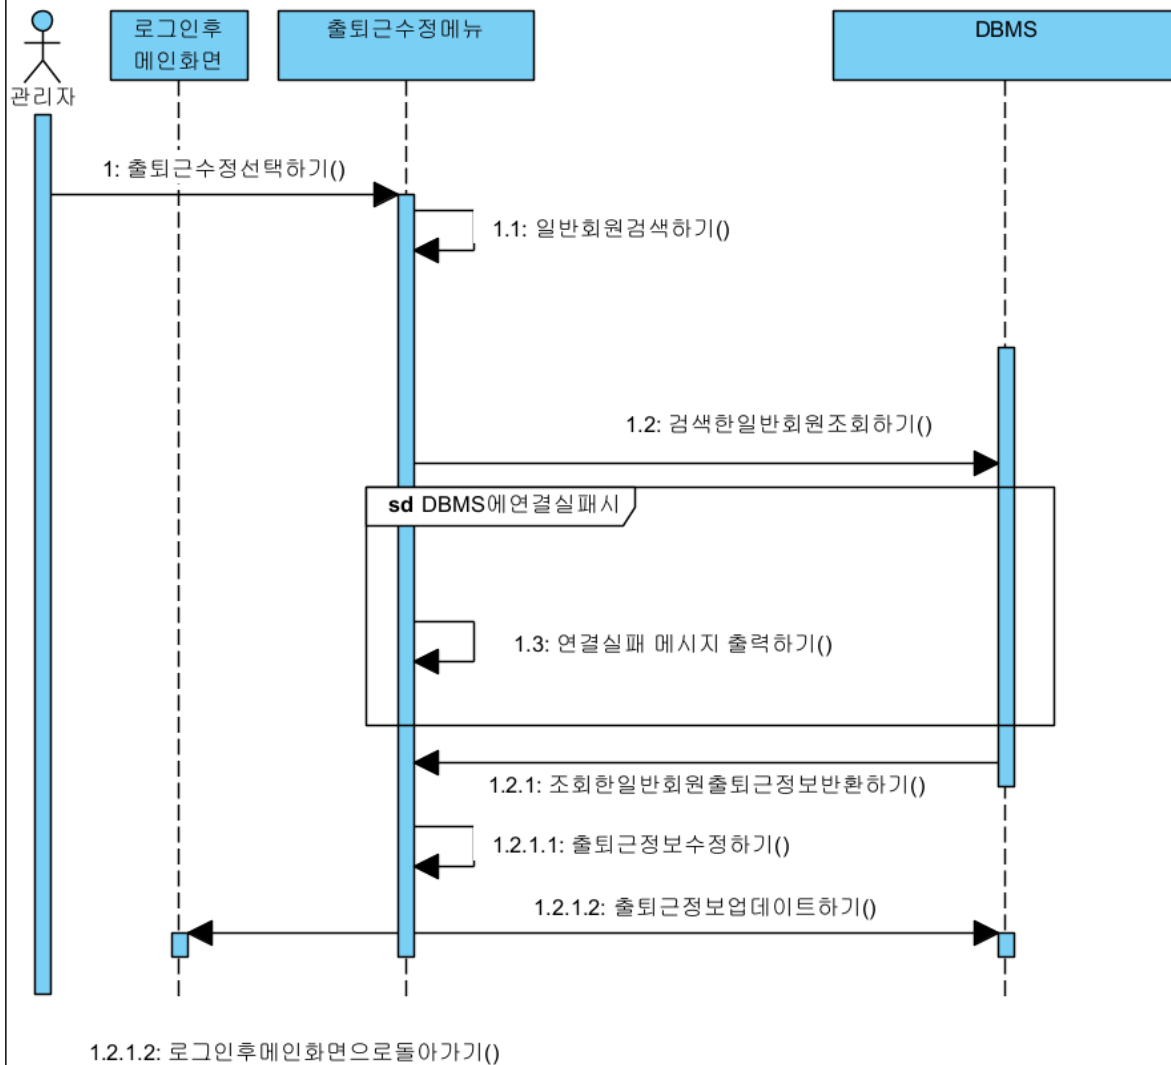 로그인후
메인화면
출퇴근수정메뉴
DBMS
관리자
1: 출퇴근수정선택하기()
1.1: 일반회원검색하기()
1.2: 검색한일반회원조회하기()
sd DBMS에연결실패시
1.3: 연결실패 메시지 출력하기()
1.2.1: 조회한일반회원출퇴근정보반환하기()
1.2.1.1: 출퇴근정보수정하기()
1.2.1.2: 출퇴근정보업데이트하기()
1.2.1.2: 로그인후메인화면으로돌아가기()